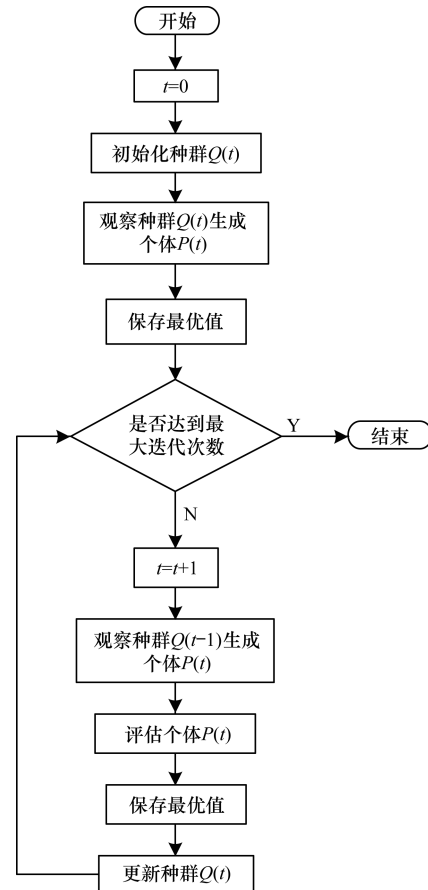 开始
t=0
初始化种群Q(t)
观察种群Q(t)生成
个体P(t)
保存最优值
是否达到最
大迭代次数
Y
结束
N
t=t+1
观察种群Q(t−1)生成
个体P(t)
评估个体P(t)
保存最优值
更新种群Q(t)